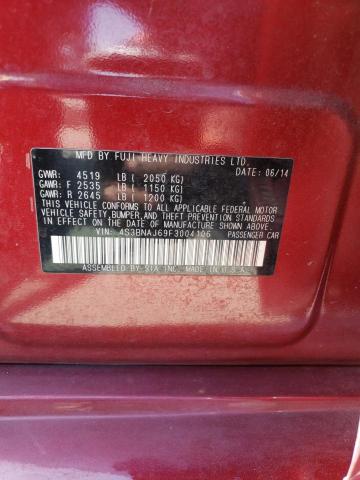 MFD BY FUJI HEAVY INDUSTRIES LTD.
DATE: 06/14
GVWR: 4519 LB( 2050 KG)
GAWR: F 2535 LB( 1150 KG)
GAWR: R 2645 LB( 1200 KG)
THIS VEHICLE CONFORMS TO ALL APPLICABLE FEDERAL MOTOR
VEHICLE SAFETY, BUMPER, AND THEFT PREVENTION STANDARDS
IN EFFECT ON THE DATE OF MANUFACTURE SHOWN ABOVE.
VIN: 4S3BNAJ69F3004106 PASSENGER CAR
ASSEMBLED BY SIA INC. MADE IN U.S.A.